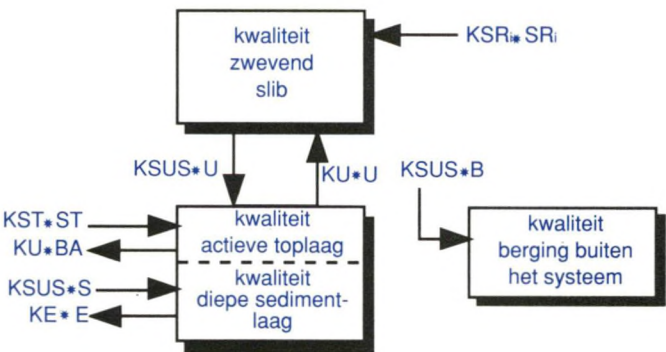 kwaliteit
zwevend
slib
KSRi*SRi
KSUS*U
KU*U
KSUS*B
KST*ST
KU*BA
KSUS*S
KE*E
kwaliteit
actieve toplaag
kwaliteit
diepe sediment-
laag
kwaliteit
berging buiten
het systeem